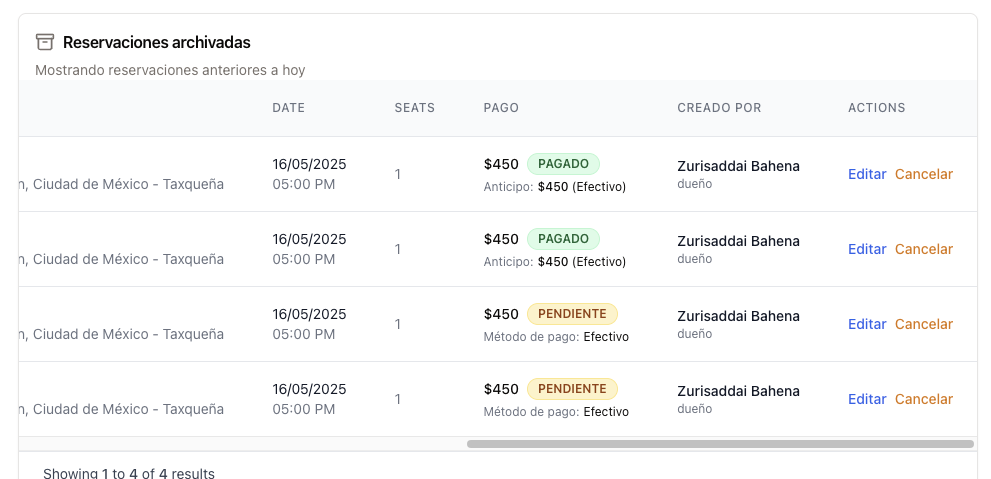 Reservaciones archivadas
Mostrando reservaciones anteriores a hoy
DATE SEATS PAGO CREADO POR ACTIONS
16/05/2025 $450 PAGADO Zurisaddai Bahena
n, Ciudad de México - Taxqueña 05:00 PM 1 Anticipo: $450 (Efectivo) dueño Editar Cancelar
16/05/2025 $450 PAGADO Zurisaddai Bahena
n, Ciudad de México - Taxqueña 05:00 PM 1 Anticipo: $450 (Efectivo) dueño Editar Cancelar
16/05/2025 $450 PENDIENTE Zurisaddai Bahena
n, Ciudad de México - Taxqueña 05:00 PM 1 Método de pago: Efectivo dueño Editar Cancelar
16/05/2025 $450 PENDIENTE Zurisaddai Bahena
n, Ciudad de México - Taxqueña 05:00 PM 1 Método de pago: Efectivo dueño Editar Cancelar
Showing 1 to 4 of 4 results